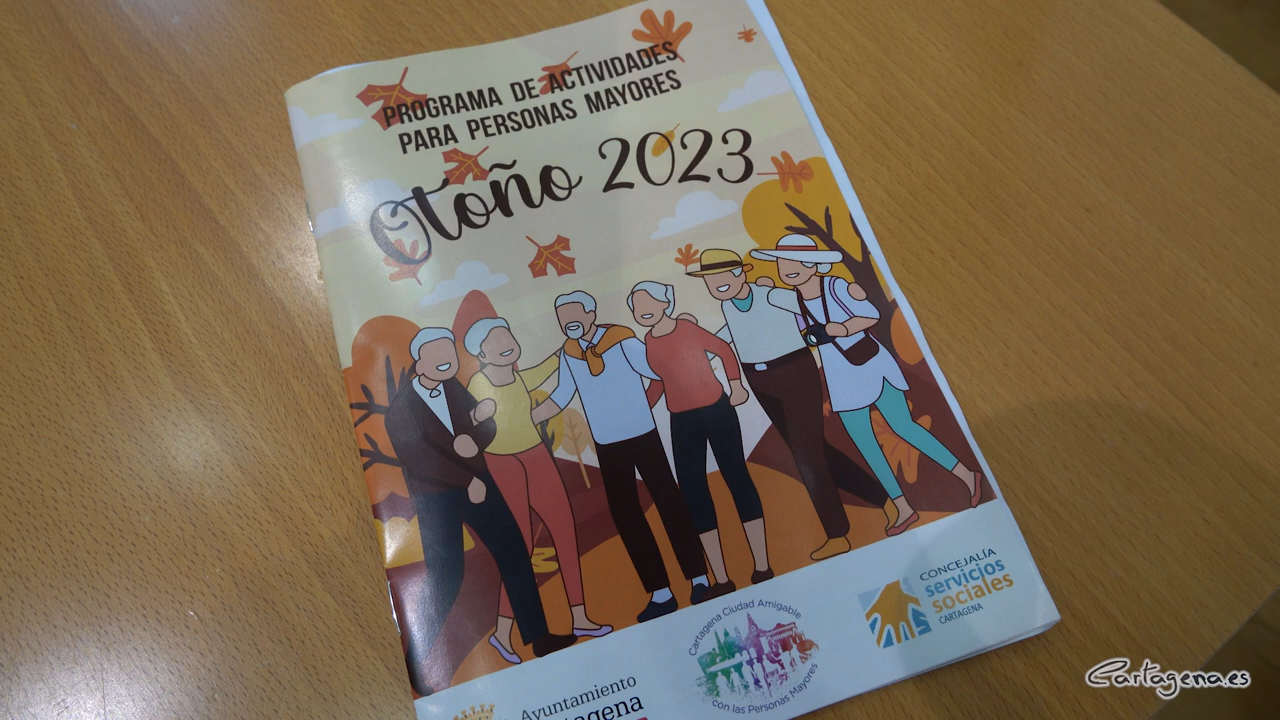 PROGRAMA DE ACTIVIDADES
PARA PERSONAS MAYORES
Otoño 2023
CONCEJALÍA
servicios
sociales
CARTAGENA
Cartagena Ciudad Amigable
con las Personas Mayores
Ayuntamiento
Cartagena.es